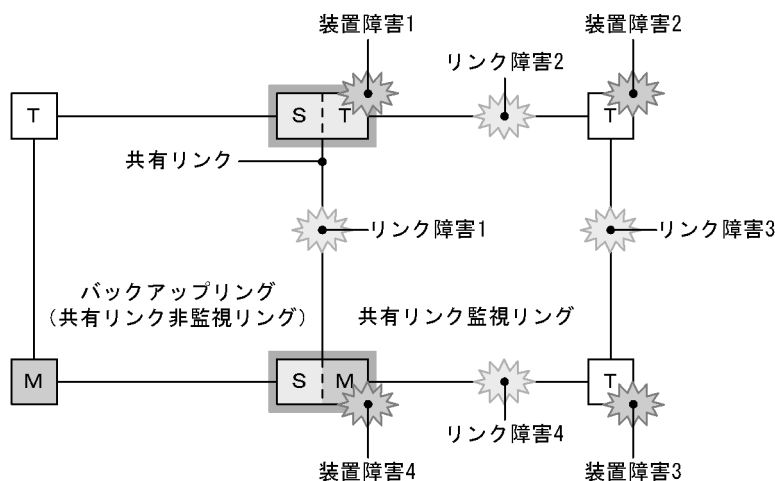 装置障害1
装置障害2
リンク障害2
T
S
T
T
共有リンク
リンク障害1
リンク障害3
バックアップリング
(共有リンク非監視リング)
共有リンク監視リング
M
S
M
T
リンク障害4
装置障害4
装置障害3